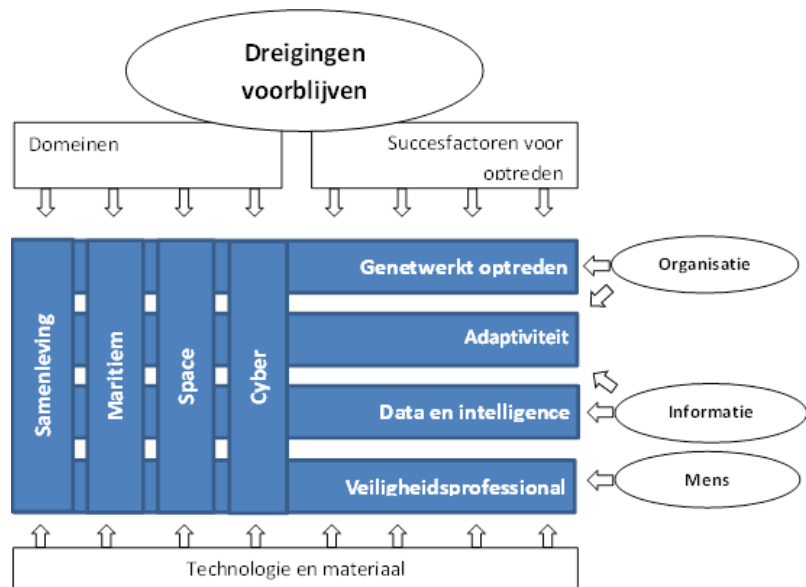 Dreigingen
voorblijven
Domeinen
Succesfactoren voor
optreden
Samenleving
Maritiem
Space
Cyber
Genetwerkt optreden
Adaptiviteit
Data en intelligence
Veiligheidsprofessional
Organisatie
Informatie
Mens
Technologie en materiaal